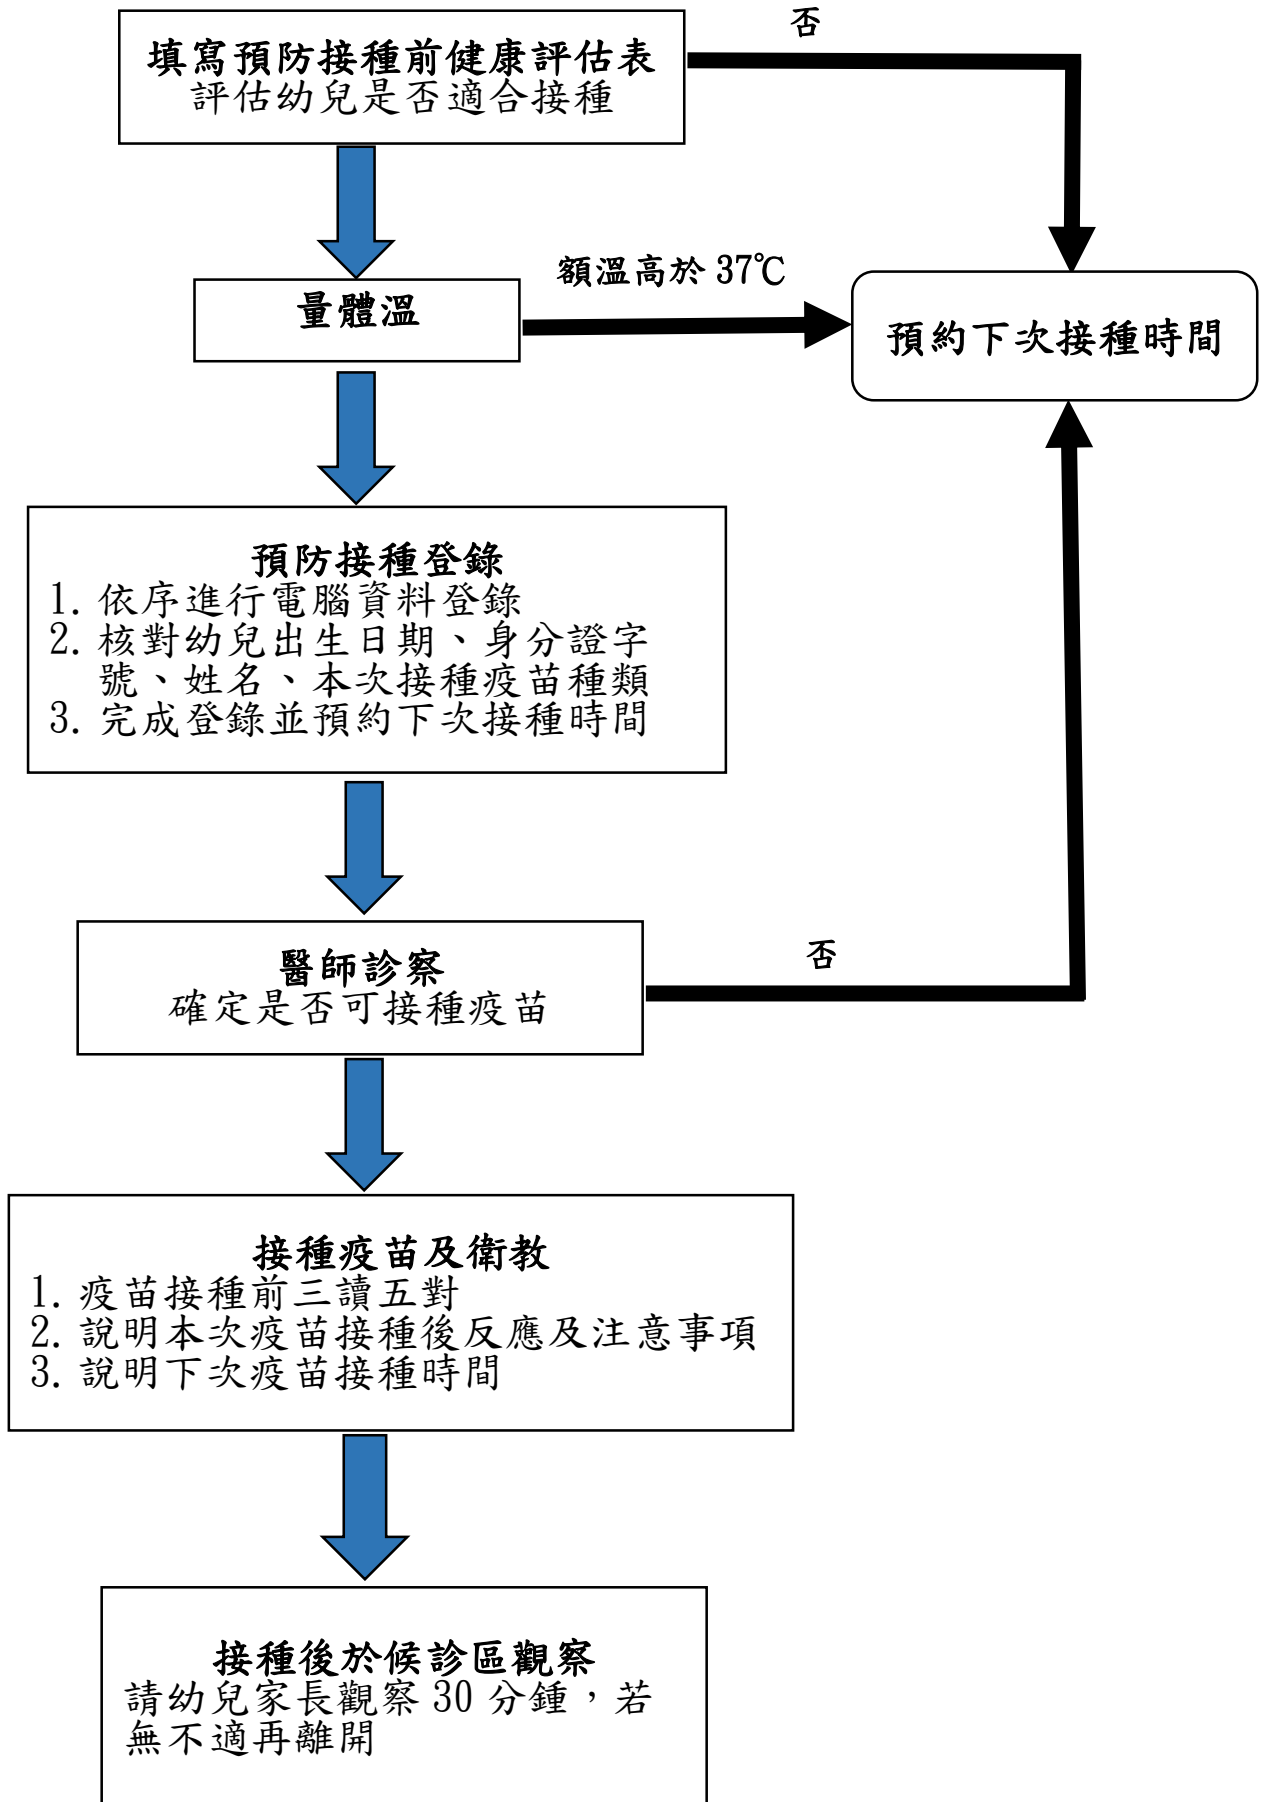 填寫預防接種前健康評估表
評估幼兒是否適合接種
否
量體溫
額溫高於 37℃
預約下次接種時間
預防接種登錄
1. 依序進行電腦資料登錄
2. 核對幼兒出生日期、身分證字
號、姓名、本次接種疫苗種類
3. 完成登錄並預約下次接種時間
醫師診察
確定是否可接種疫苗
否
接種疫苗及衛教
1. 疫苗接種前三讀五對
2. 說明本次疫苗接種後反應及注意事項
3. 說明下次疫苗接種時間
接種後於候診區觀察
請幼兒家長觀察 30 分鍾，若
無不適再離開